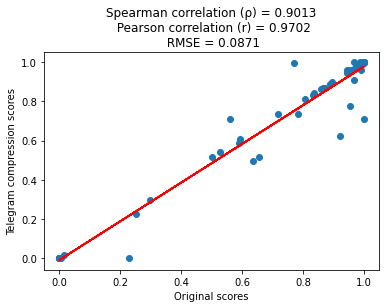 Spearman correlation (ρ) = 0.9013
Pearson correlation (r) = 0.9702
RMSE = 0.0871
1.0
0.8
0.6
0.4
0.2
0.0
Telegram compression scores
0.0 0.2 0.4 0.6 0.8 1.0
Original scores